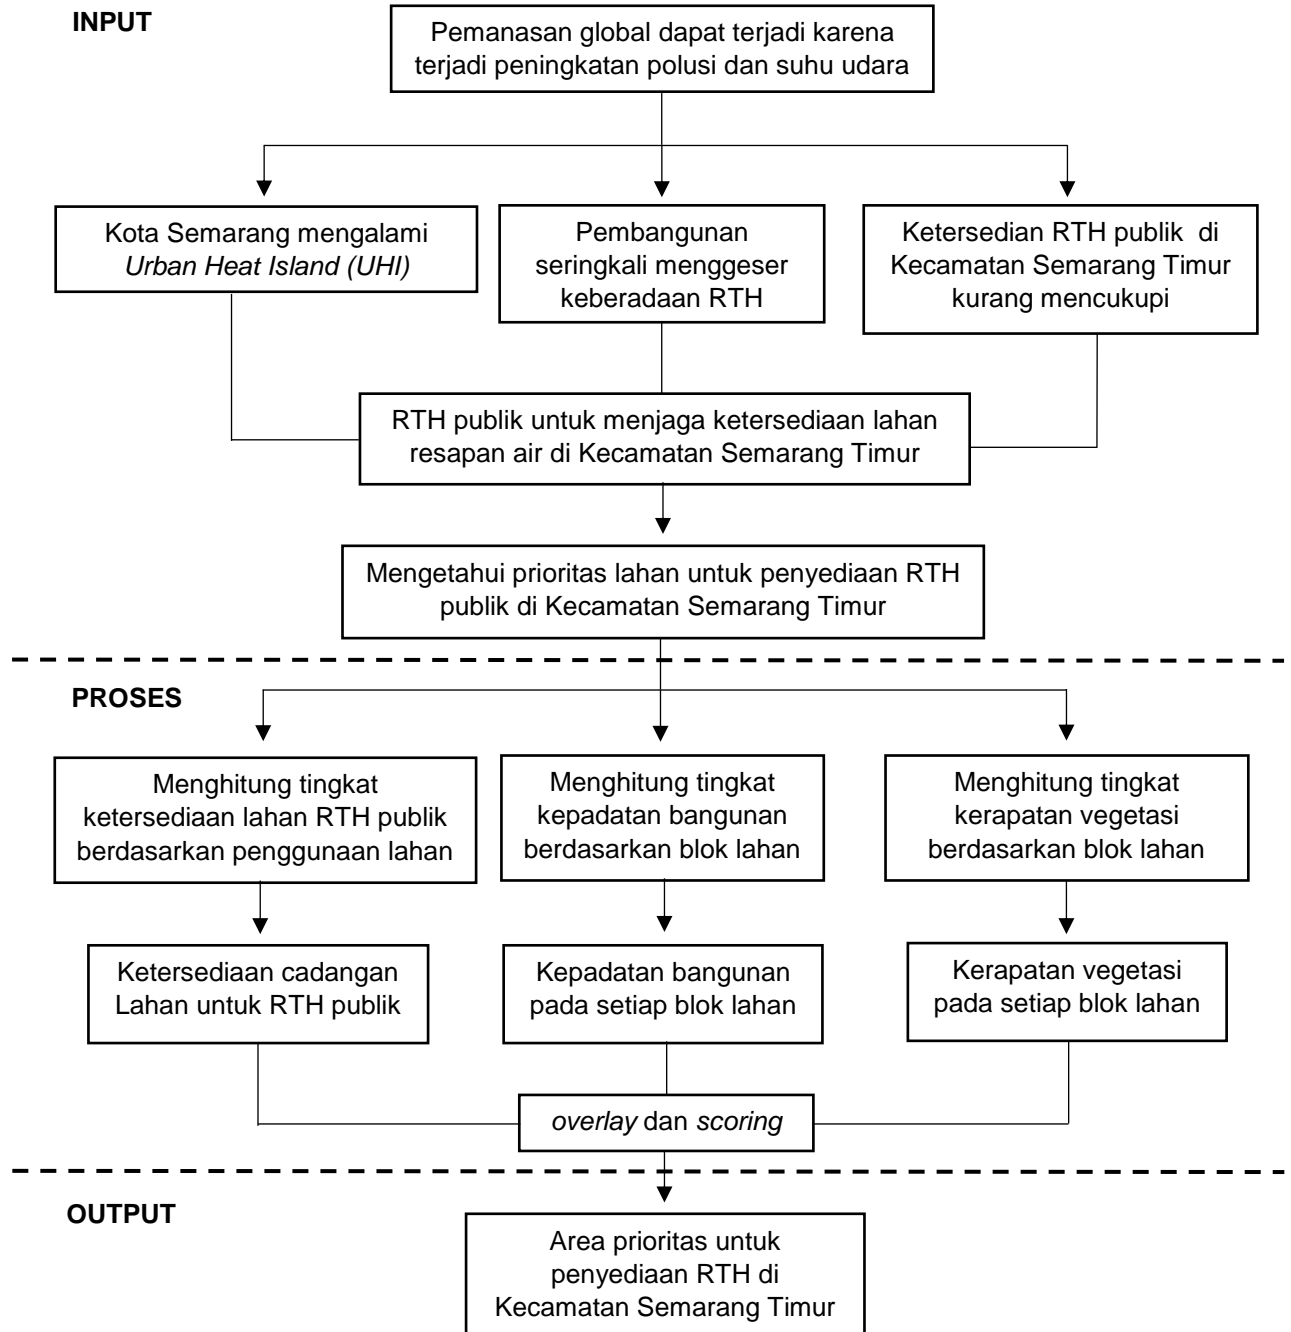 INPUT
Pemanasan global dapat terjadi karena
terjadi peningkatan polusi dan suhu udara
Kota Semarang mengalami
Urban Heat Island (UHI)
Pembangunan
seringkali menggeser
keberadaan RTH
Ketersedian RTH publik di
Kecamatan Semarang Timur
kurang mencukupi
RTH publik untuk menjaga ketersediaan lahan
resapan air di Kecamatan Semarang Timur
Mengetahui prioritas lahan untuk penyediaan RTH
publik di Kecamatan Semarang Timur
PROSES
Menghitung tingkat
ketersediaan lahan RTH publik
berdasarkan penggunaan lahan
Menghitung tingkat
kepadatan bangunan
berdasarkan blok lahan
Menghitung tingkat
kerapatan vegetasi
berdasarkan blok lahan
Ketersediaan cadangan
Lahan untuk RTH publik
Kepadatan bangunan
pada setiap blok lahan
Kerapatan vegetasi
pada setiap blok lahan
overlay dan scoring
OUTPUT
Area prioritas untuk
penyediaan RTH di
Kecamatan Semarang Timur